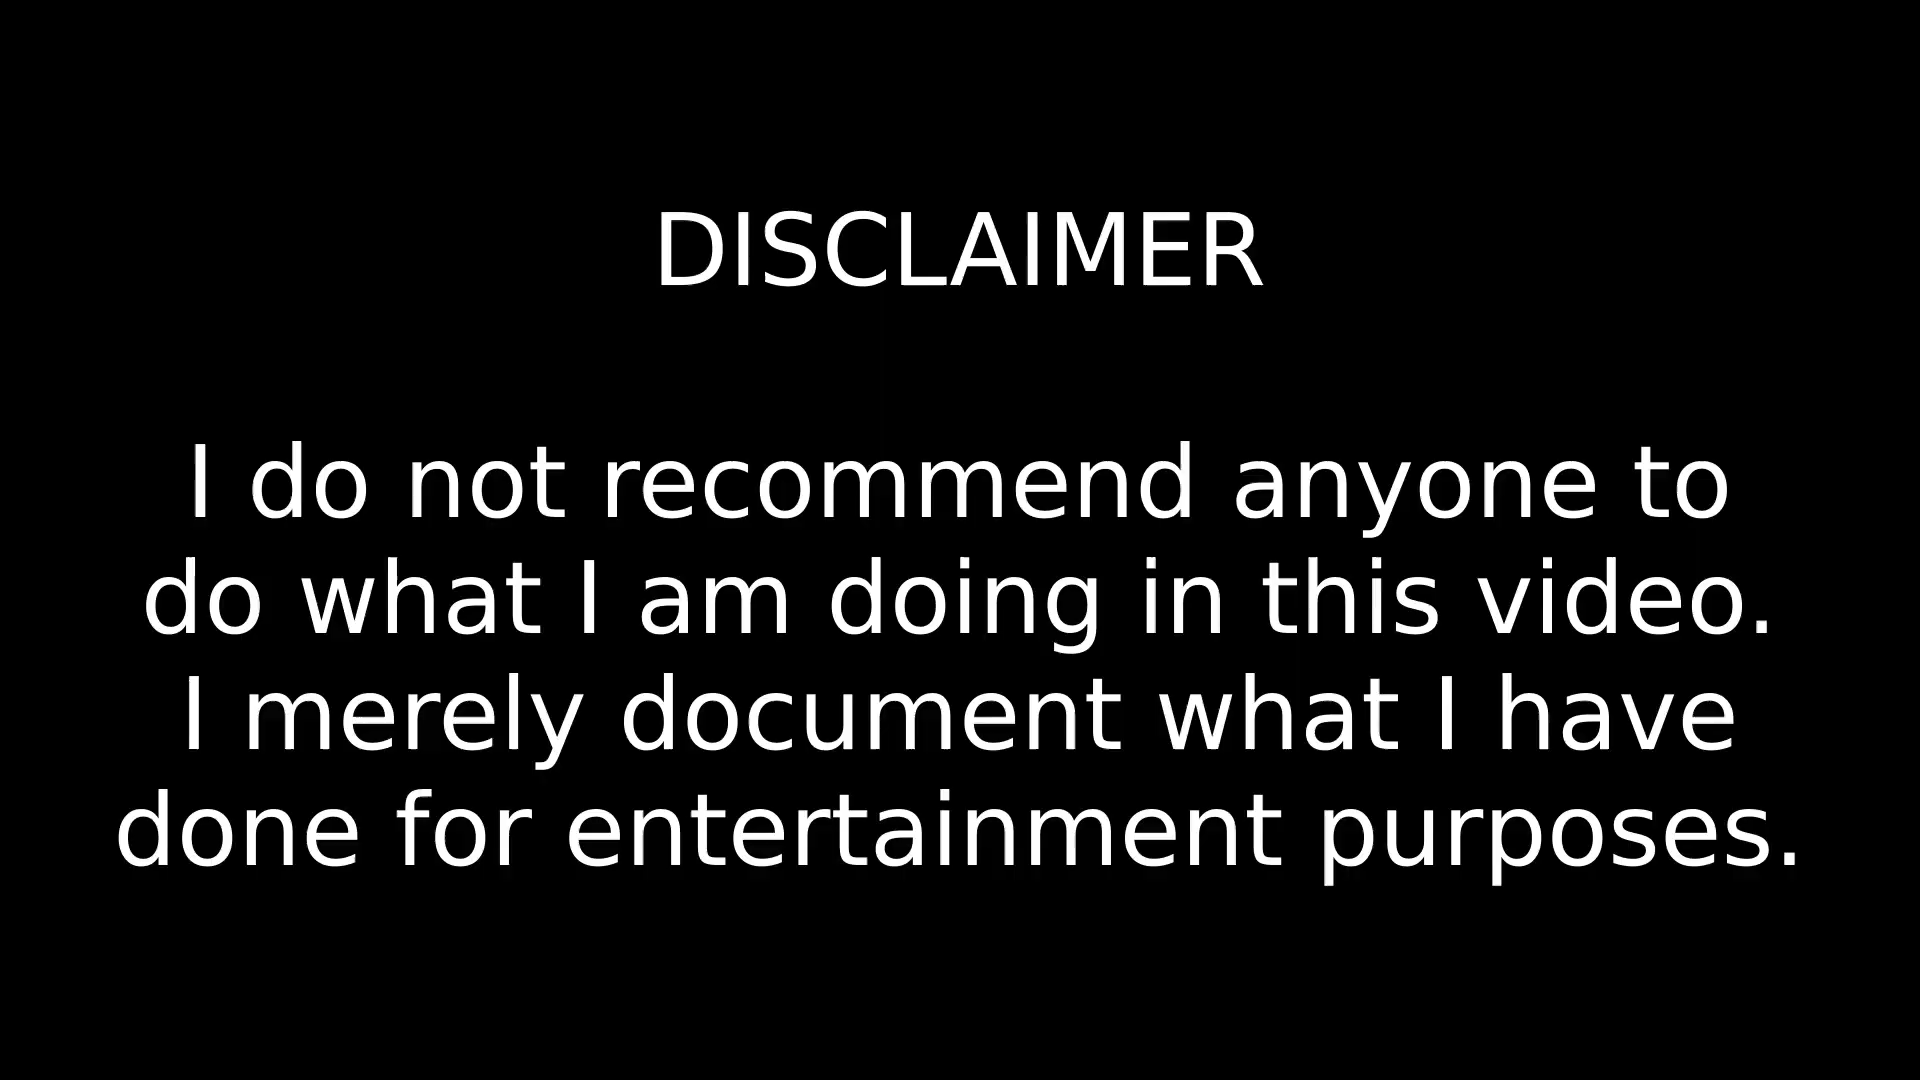 DISCLAIMER
I do not recommend anyone to
do what I am doing in this video.
I merely document what I have
done for entertainment purposes.